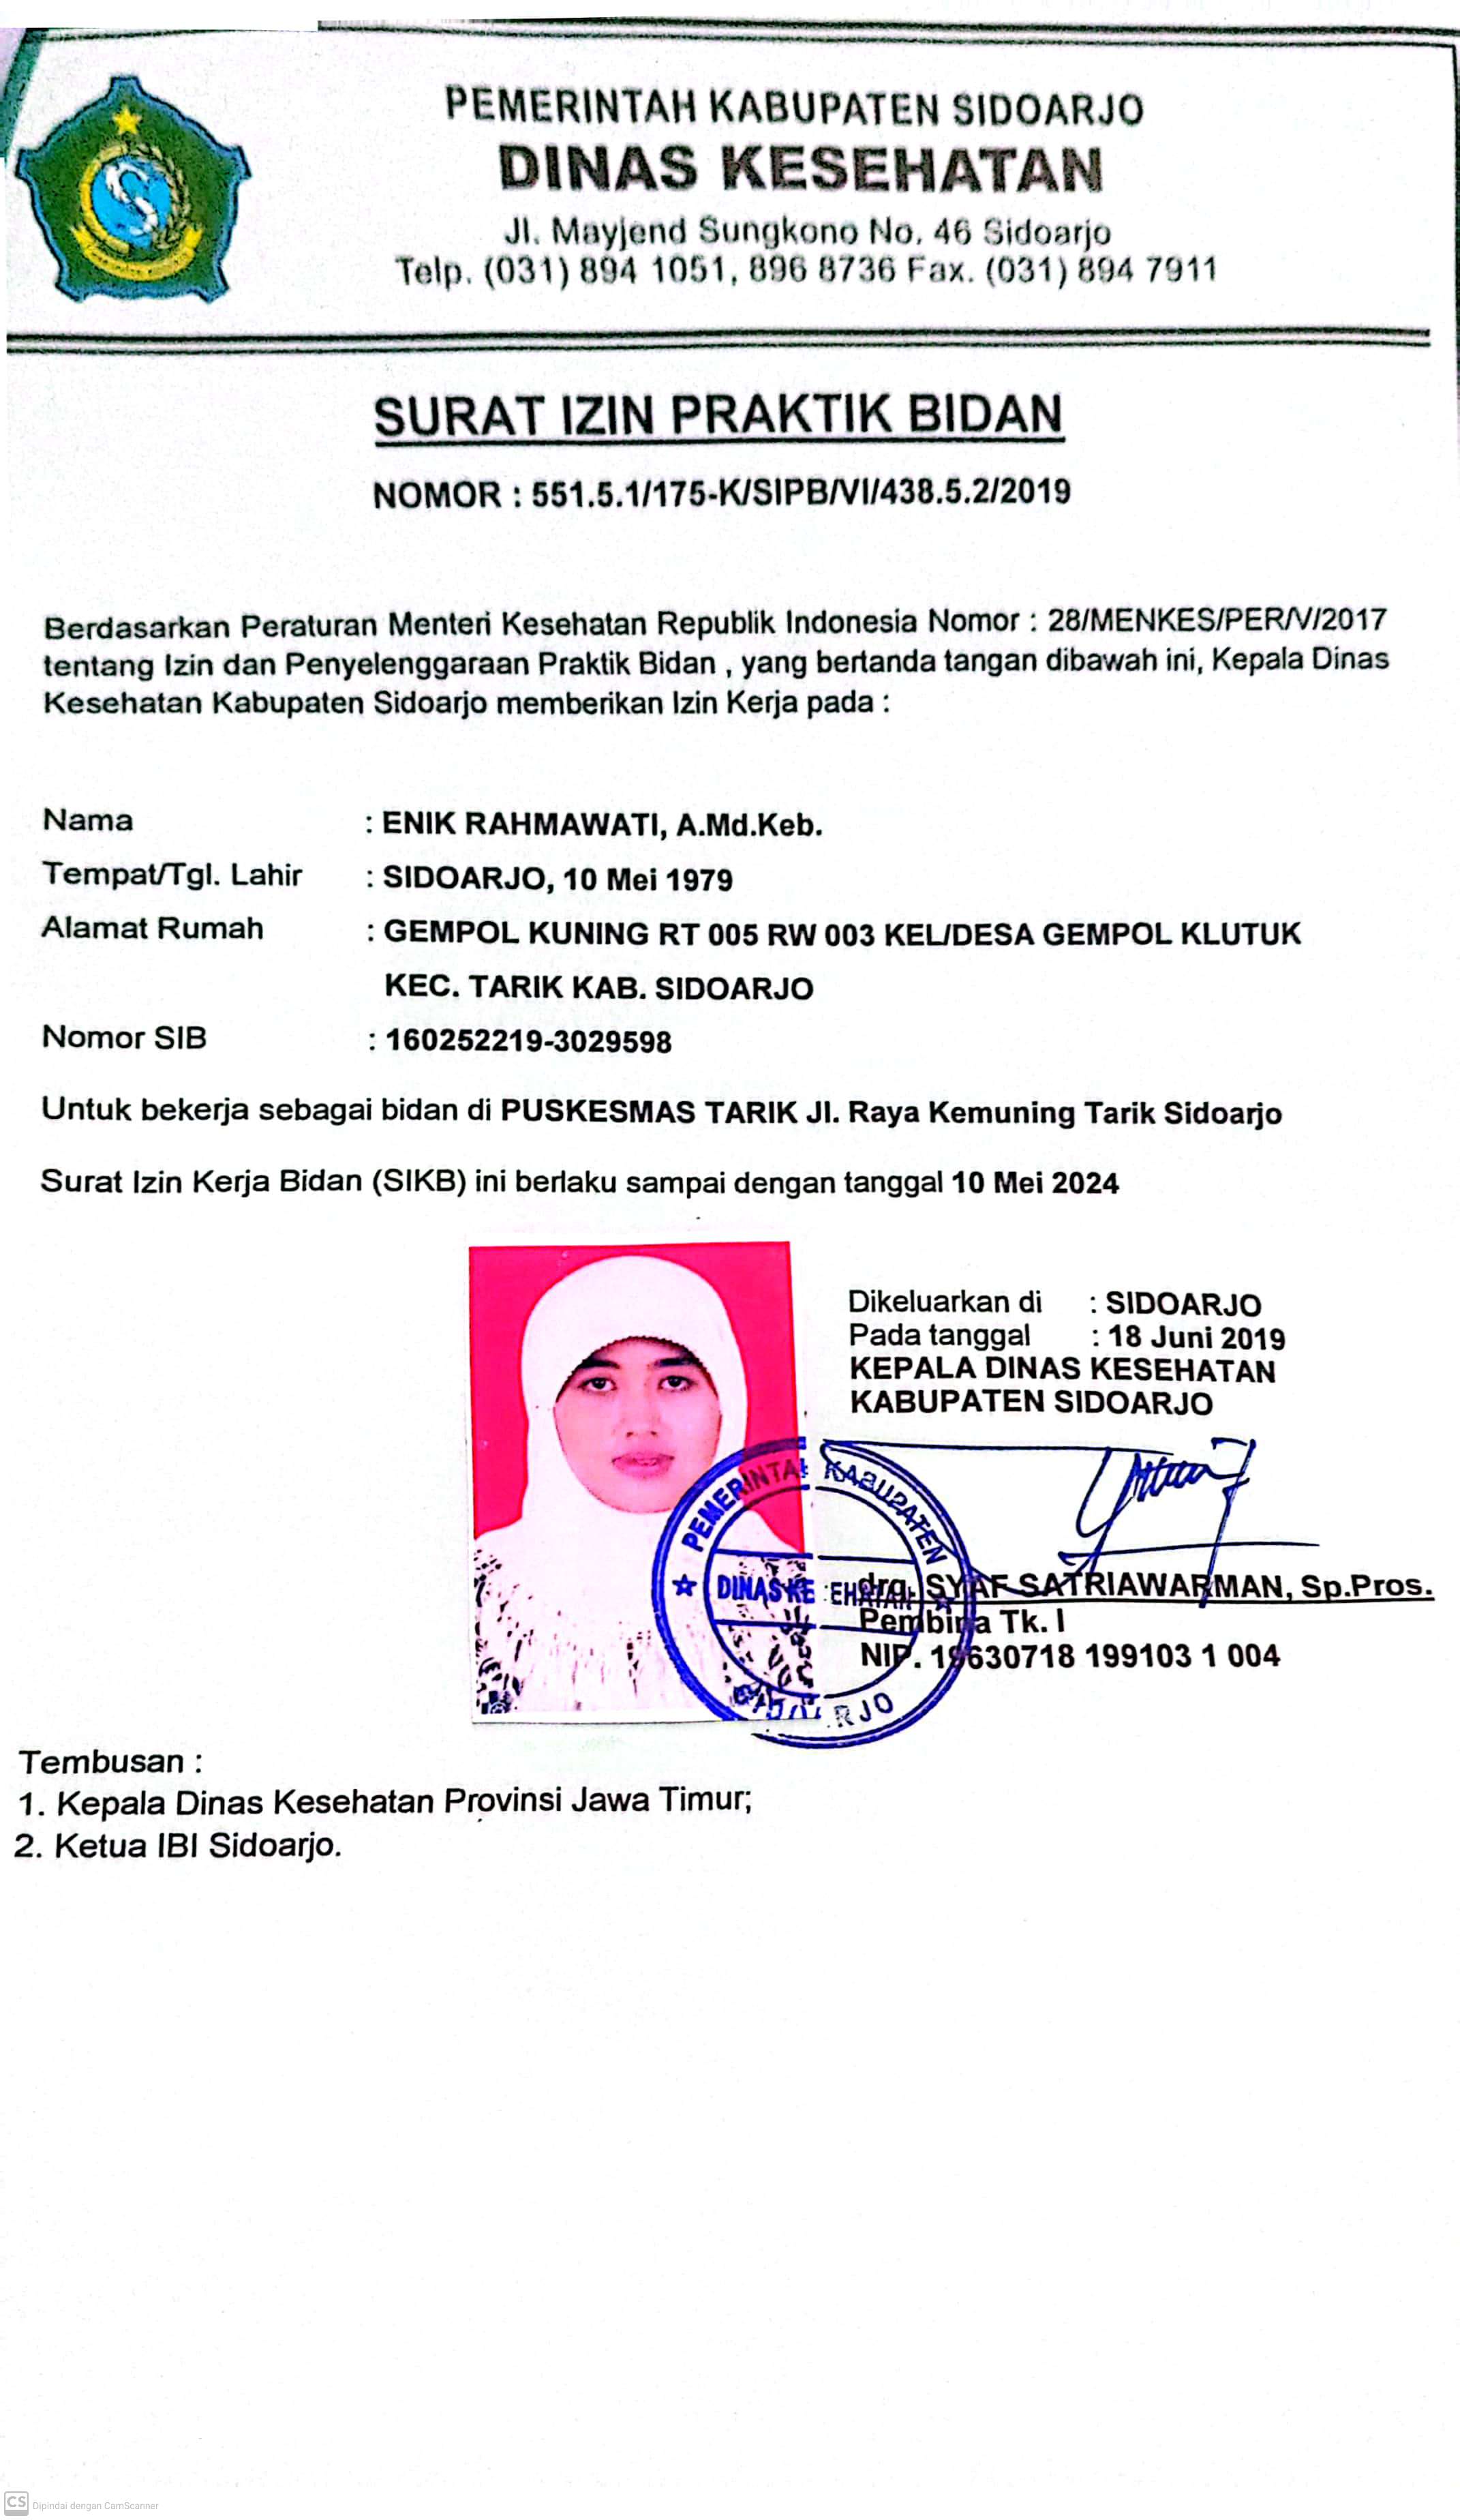 PEMERINTAH KABUPATEN SIDOARJO
DINAS KESEHATAN
Jl. Mayjend Sungkono No. 46 Sidoarjo
Telp. (031) 894 1051, 896 8736 Fax. (031) 894 7911
SURAT IZIN PRAKTIK BIDAN
NOMOR : 551.5.1/175-K/SIPB/VI/438.5.2/2019
Berdasarkan Peraturan Menteri Kesehatan Republik Indonesia Nomor : 28/MENKES/PER/V/2017
tentang Izin dan Penyelenggaraan Praktik Bidan , yang bertanda tangan dibawah ini, Kepala Dinas
Kesehatan Kabupaten Sidoarjo memberikan Izin Kerja pada :
Nama : ENIK RAHMAWATI, A.Md.Keb.
Tempat/Tgl. Lahir : SIDOARJO, 10 Mei 1979
Alamat Rumah : GEMPOL KUNING RT 005 RW 003 KEL/DESA GEMPOL KLUTUK
KEC. TARIK KAB. SIDOARJO
Nomor SIB : 160252219-3029598
Untuk bekerja sebagai bidan di PUSKESMAS TARIK Jl. Raya Kemuning Tarik Sidoarjo
Surat Izin Kerja Bidan (SIKB) ini berlaku sampai dengan tanggal 10 Mei 2024
Dikeluarkan di : SIDOARJO
Pada tanggal : 18 Juni 2019
KEPALA DINAS KESEHATAN
KABUPATEN SIDOARJO
PEMERINTAH KABUPATEN
DINAS KESEHATAN
SIDOARJO
drg. SYAF SATRIAWARMAN, Sp.Pros.
Pembina Tk. I
NIP. 19630718 199103 1 004
Tembusan :
1. Kepala Dinas Kesehatan Provinsi Jawa Timur;
2. Ketua IBI Sidoarjo.
CS Dipindai dengan CamScanner